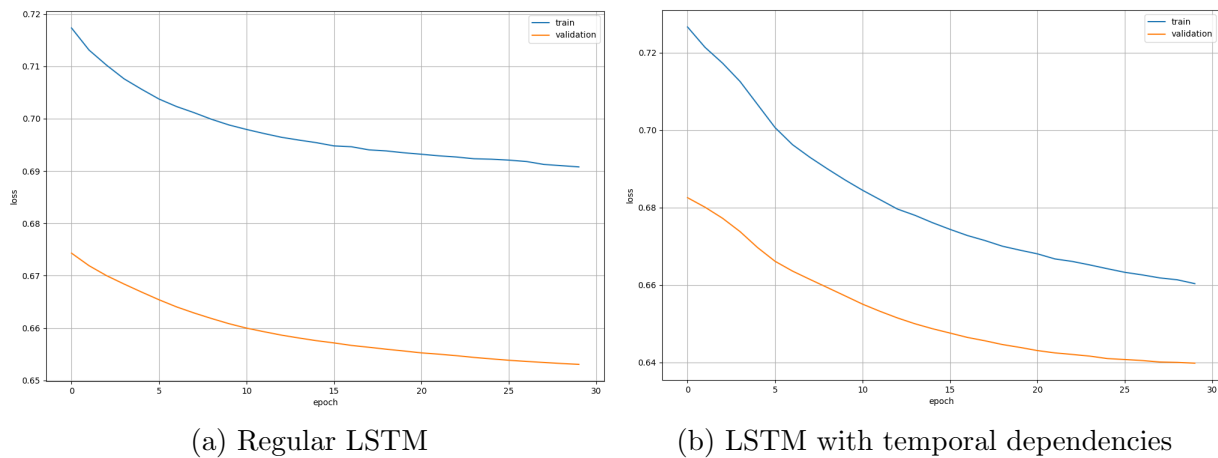 0.72
0.71
0.70
0.69
0.68
0.67
0.66
0.65
loss
0
5
10
15
20
25
30
epoch
train
validation
(a) Regular LSTM
0.72
0.70
0.68
0.66
0.64
loss
0
5
10
15
20
25
30
epoch
train
validation
(b) LSTM with temporal dependencies